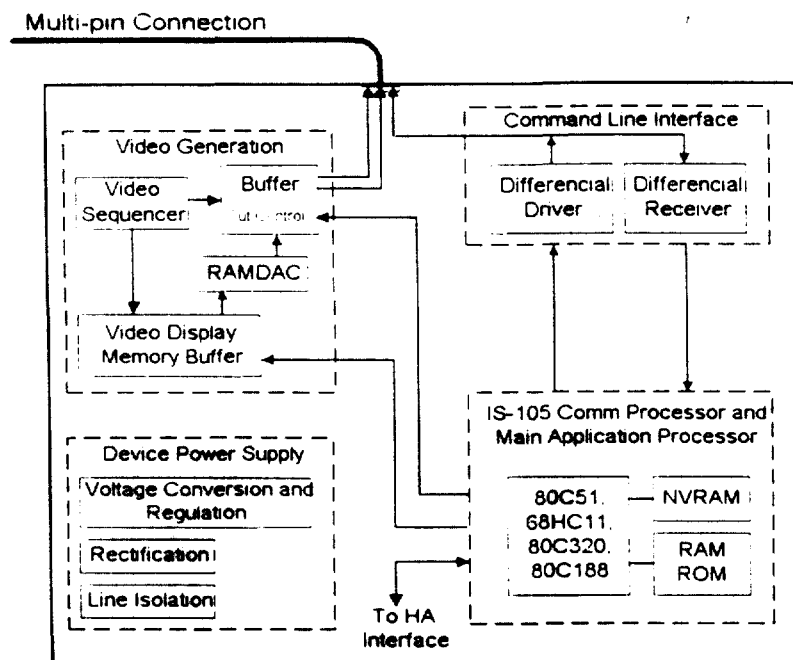 Multi-pin Connection
Video Generation
Video
Sequencer
Buffer
Out Control
RAMDAC
Video Display
Memory Buffer
Command Line Interface
Differencial
Driver
Differencial
Receiver
Device Power Supply
Voltage Conversion and
Regulation
Rectification
Line Isolation
IS-105 Comm Processor and
Main Application Processor
80C51,
68HC11,
80C320,
80C188
NVRAM
RAM
ROM
To HA
Interface